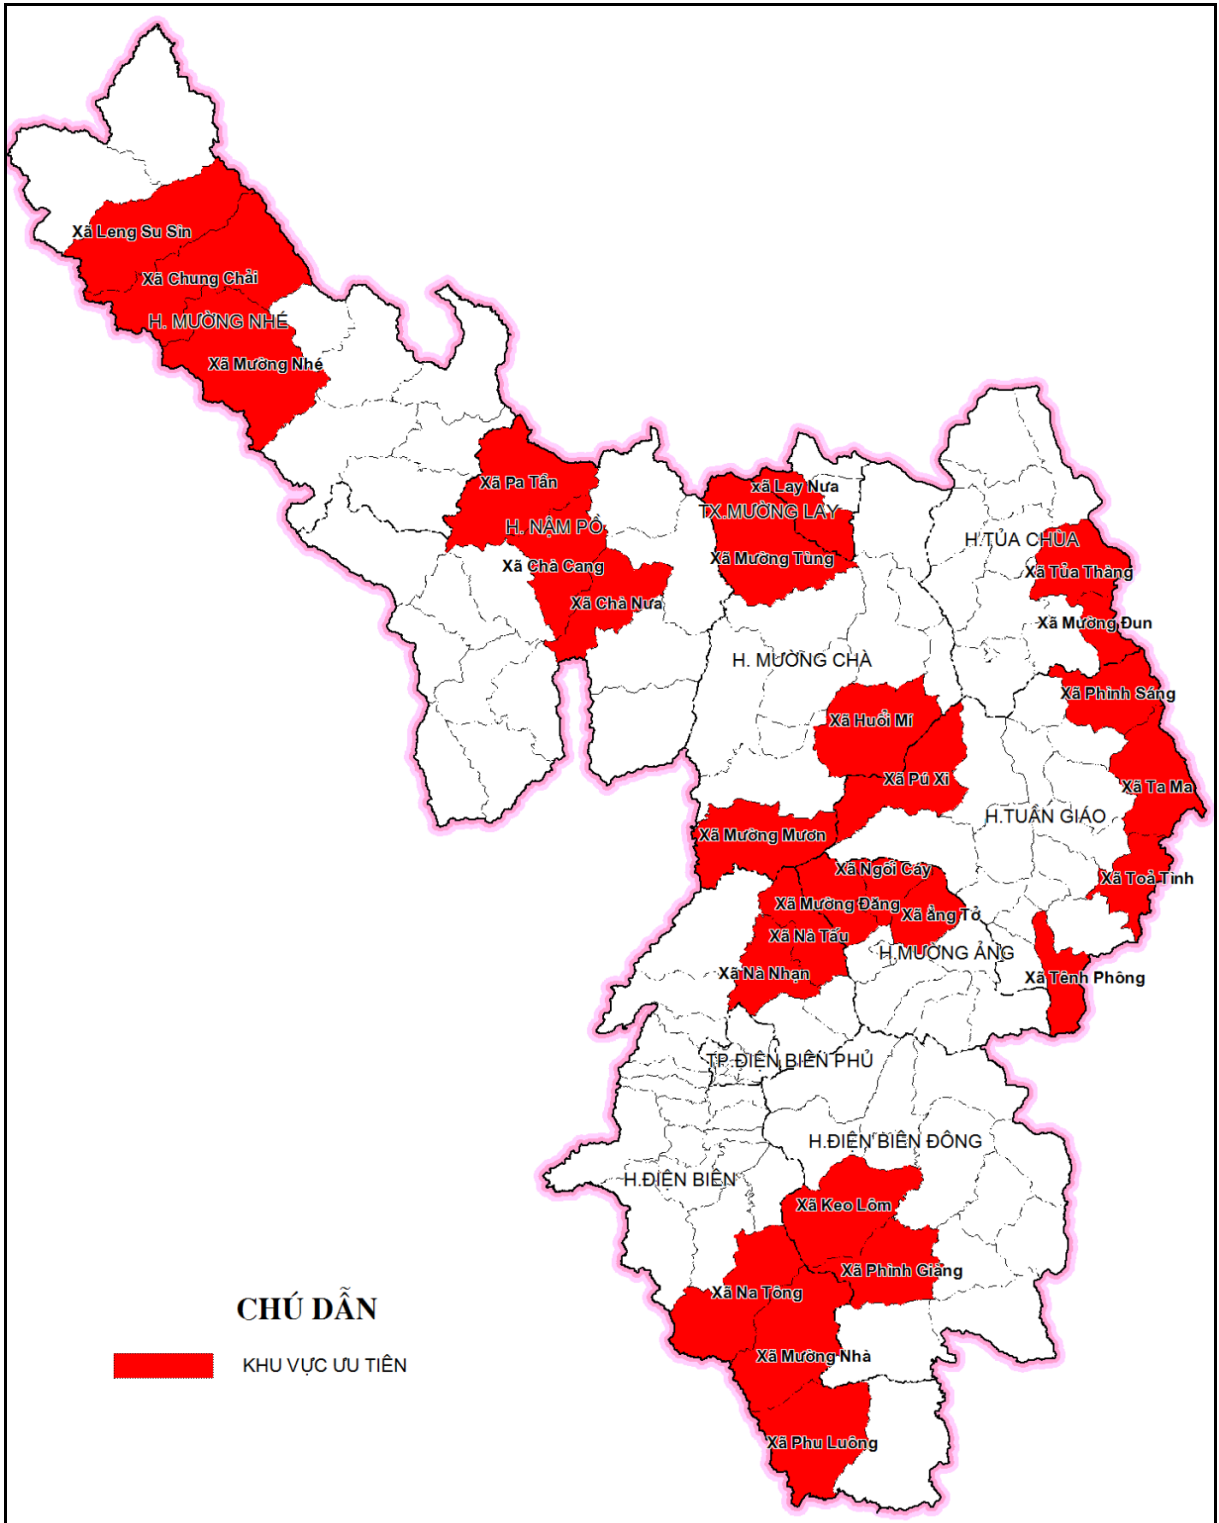 Xã Leng Su Sìn
Xã Chung Chải
H. MƯỜNG NHÉ
Xã Mường Nhé
Xã Pa Tần
xã Lay Nưa
H. NẬM PỒ
TX.MƯỜNG LAY
H.TỦA CHÙA
Xã Chà Cang
Xã Mường Tùng
Xã Tủa Thàng
Xã Chà Nưa
Xã Mường Đun
H. MƯỜNG CHÀ
Xã Phình Sáng
Xã Huổi Mí
Xã Pú Xi
Xã Ta Ma
H.TUẦN GIÁO
Xã Mường Mươn
Xã Ngối Cáy
Xã Toả Tình
Xã Mường Đăng
Xã ẳng Tở
Xã Nà Tấu
H.MƯỜNG ẢNG
Xã Nà Nhạn
Xã Tênh Phông
TP.ĐIỆN BIÊN PHỦ
H.ĐIỆN BIÊN ĐÔNG
H.ĐIỆN BIÊN
Xã Keo Lôm
Xã Phình Giàng
Xã Na Tông
CHÚ DẪN
Xã Mường Nhà
KHU VỰC ƯU TIÊN
Xã Phu Luông